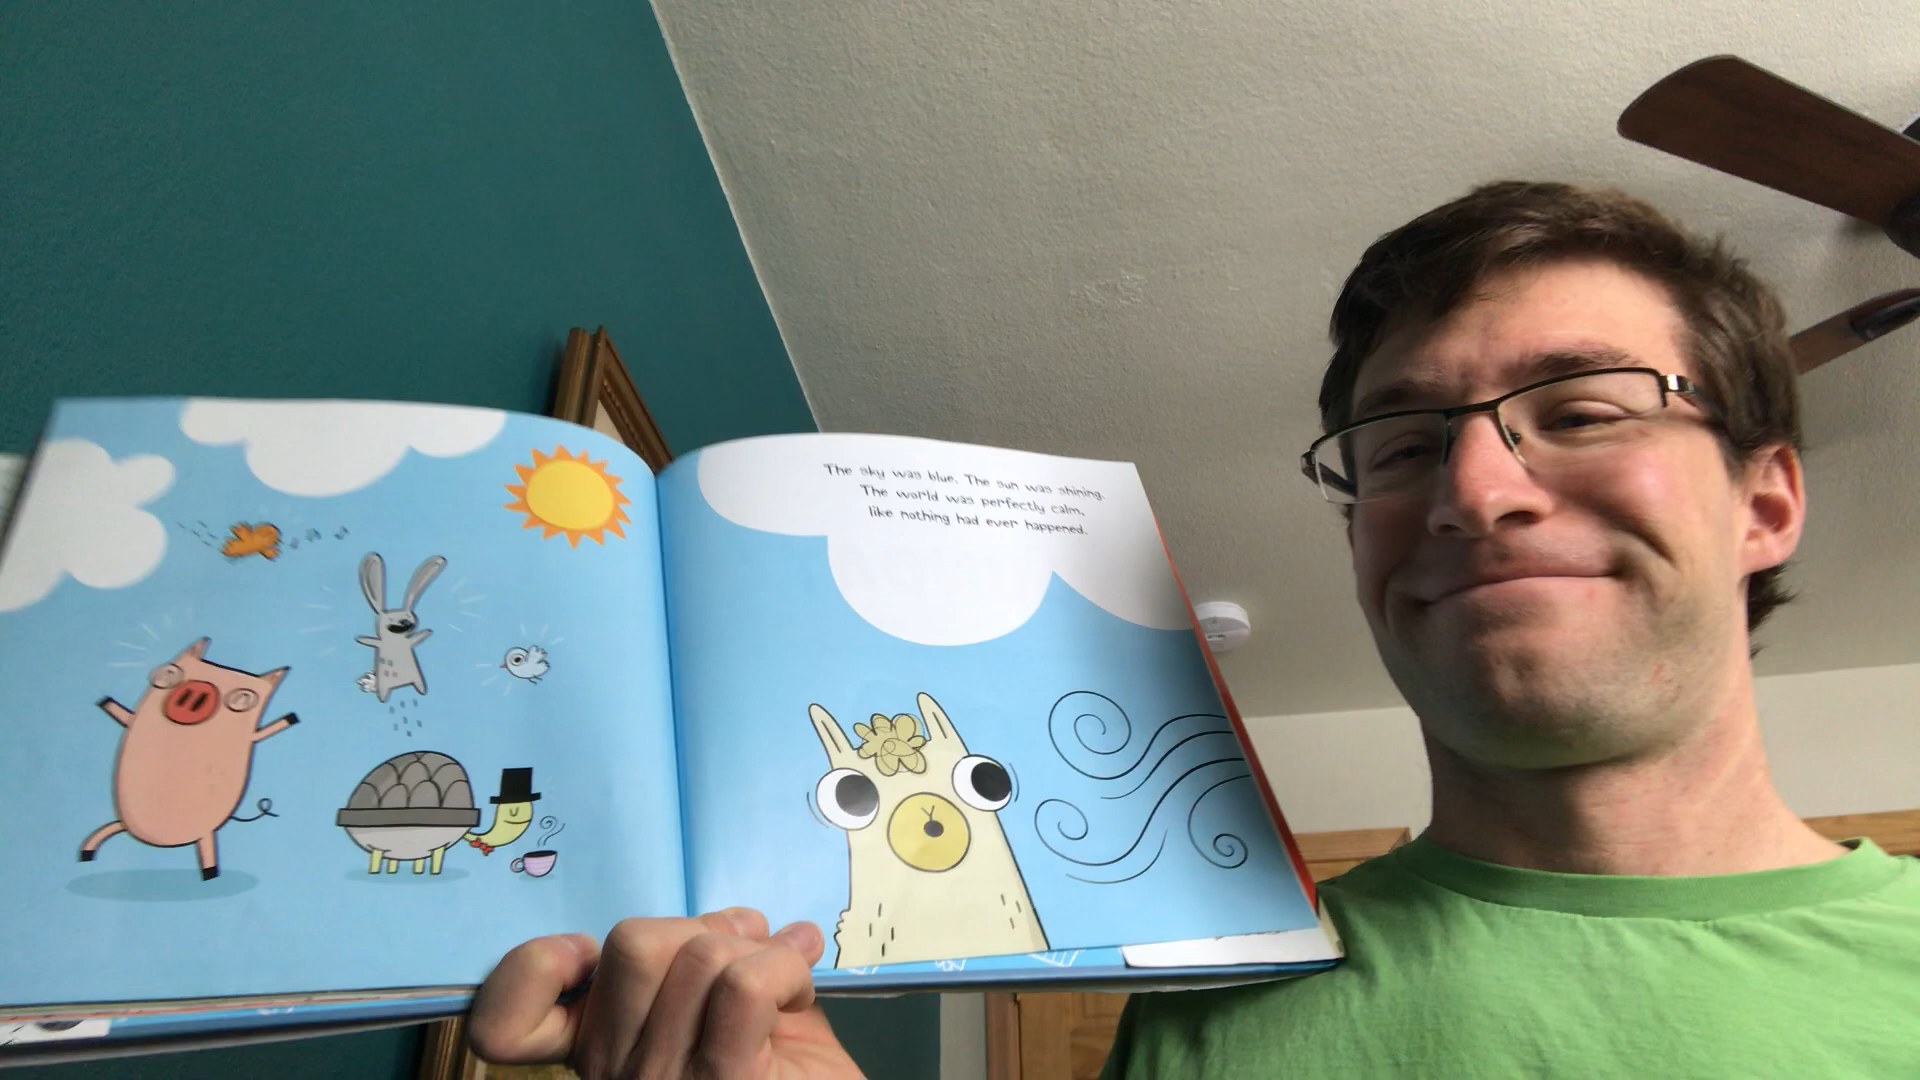 The sky was blue. The sun was shining.
The world was perfectly calm,
like nothing had ever happened.